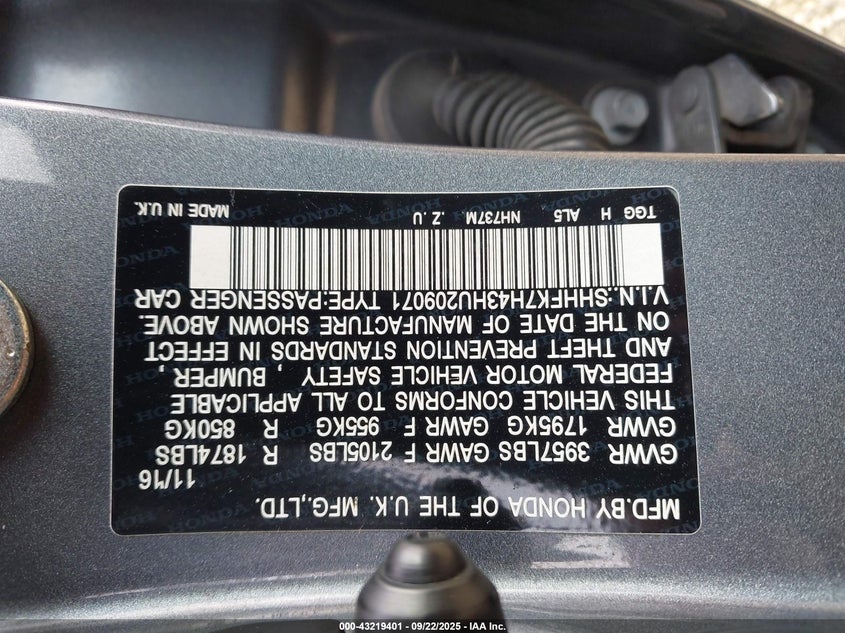 MFD.BY HONDA OF THE U.K. MFG.,LTD.
11/16
GVWR 3957LBS GAWR F 2105LBS R 1874LBS
GVWR 1795KG GAWR F 955KG R 850KG
THIS VEHICLE CONFORMS TO ALL APPLICABLE
FEDERAL MOTOR VEHICLE SAFETY , BUMPER ,
AND THEFT PREVENTION STANDARDS IN EFFECT
ON THE DATE OF MANUFACTURE SHOWN ABOVE.
V.I.N.:SHHFK7H43HU209071 TYPE:PASSENGER CAR
TGG H AL5 NH737M .Z .U MADE IN U.K.
000-43219401 - 09/22/2025 - IAA Inc.